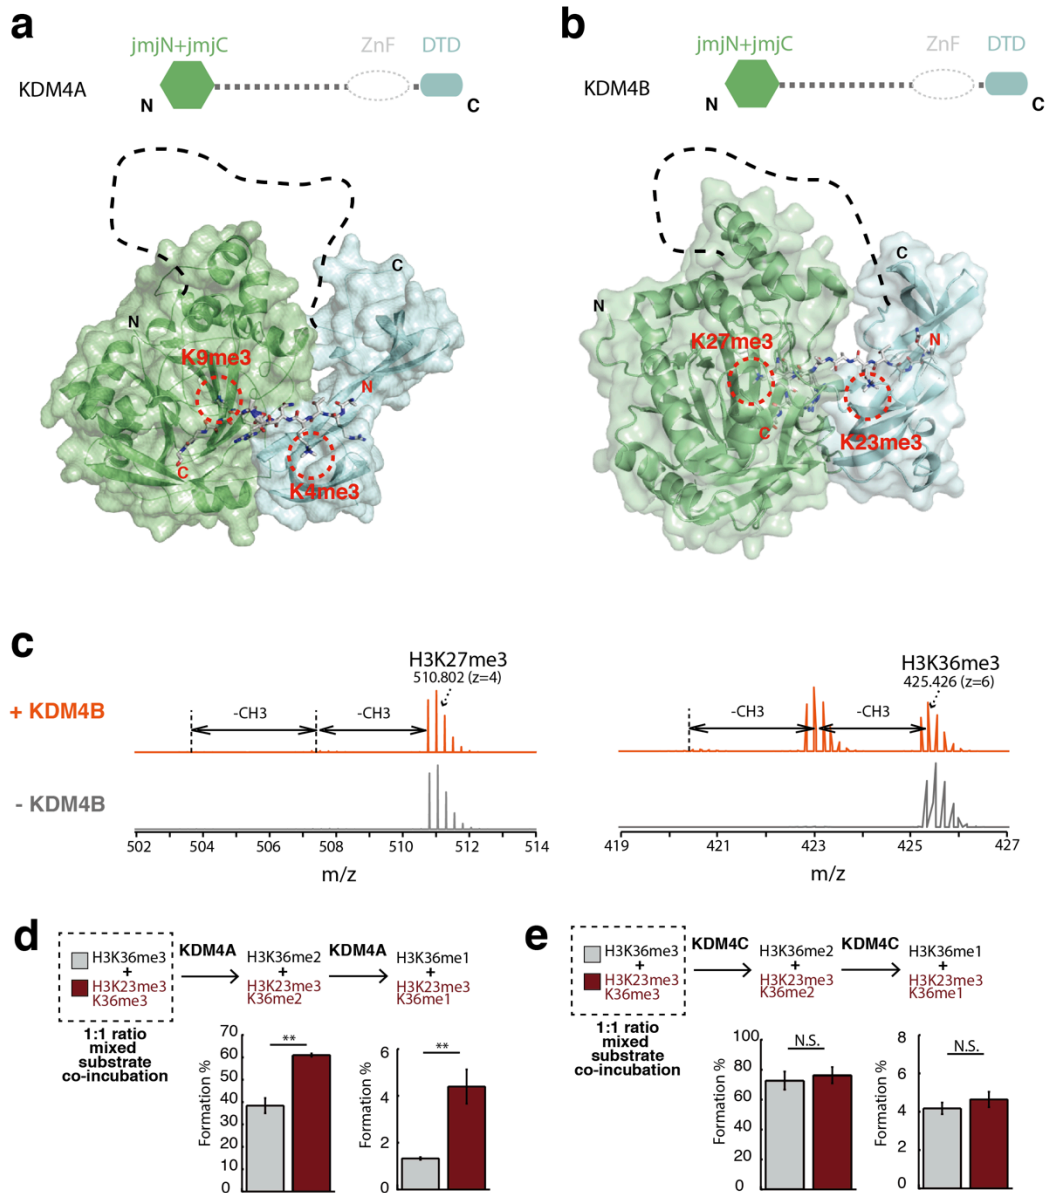 a
jmjN+jmjC
ZnF
DTD
KDM4A
N
C
N
C
K9me3
N
C
K4me3
b
jmjN+jmjC
ZnF
DTD
KDM4B
N
C
N
C
K27me3
N
C
K23me3
c
H3K27me3
510.802 (z=4)
+ KDM4B
-CH3
-CH3
- KDM4B
502 504 506 508 510 512 514
m/z
H3K36me3
425.426 (z=6)
-CH3
-CH3
419 421 423 425 427
m/z
d
H3K36me3
+
H3K23me3
K36me3
KDM4A
H3K36me2
+
H3K23me3
K36me2
KDM4A
H3K36me1
+
H3K23me3
K36me1
1:1 ratio
mixed
substrate
co-incubation
Formation %
70
60
50
40
30
20
10
0
**
Formation %
6
4
2
0
**
e
H3K36me3
+
H3K23me3
K36me3
KDM4C
H3K36me2
+
H3K23me3
K36me2
KDM4C
H3K36me1
+
H3K23me3
K36me1
1:1 ratio
mixed
substrate
co-incubation
Formation %
100
80
60
40
20
0
N.S.
Formation %
8
6
4
2
0
N.S.